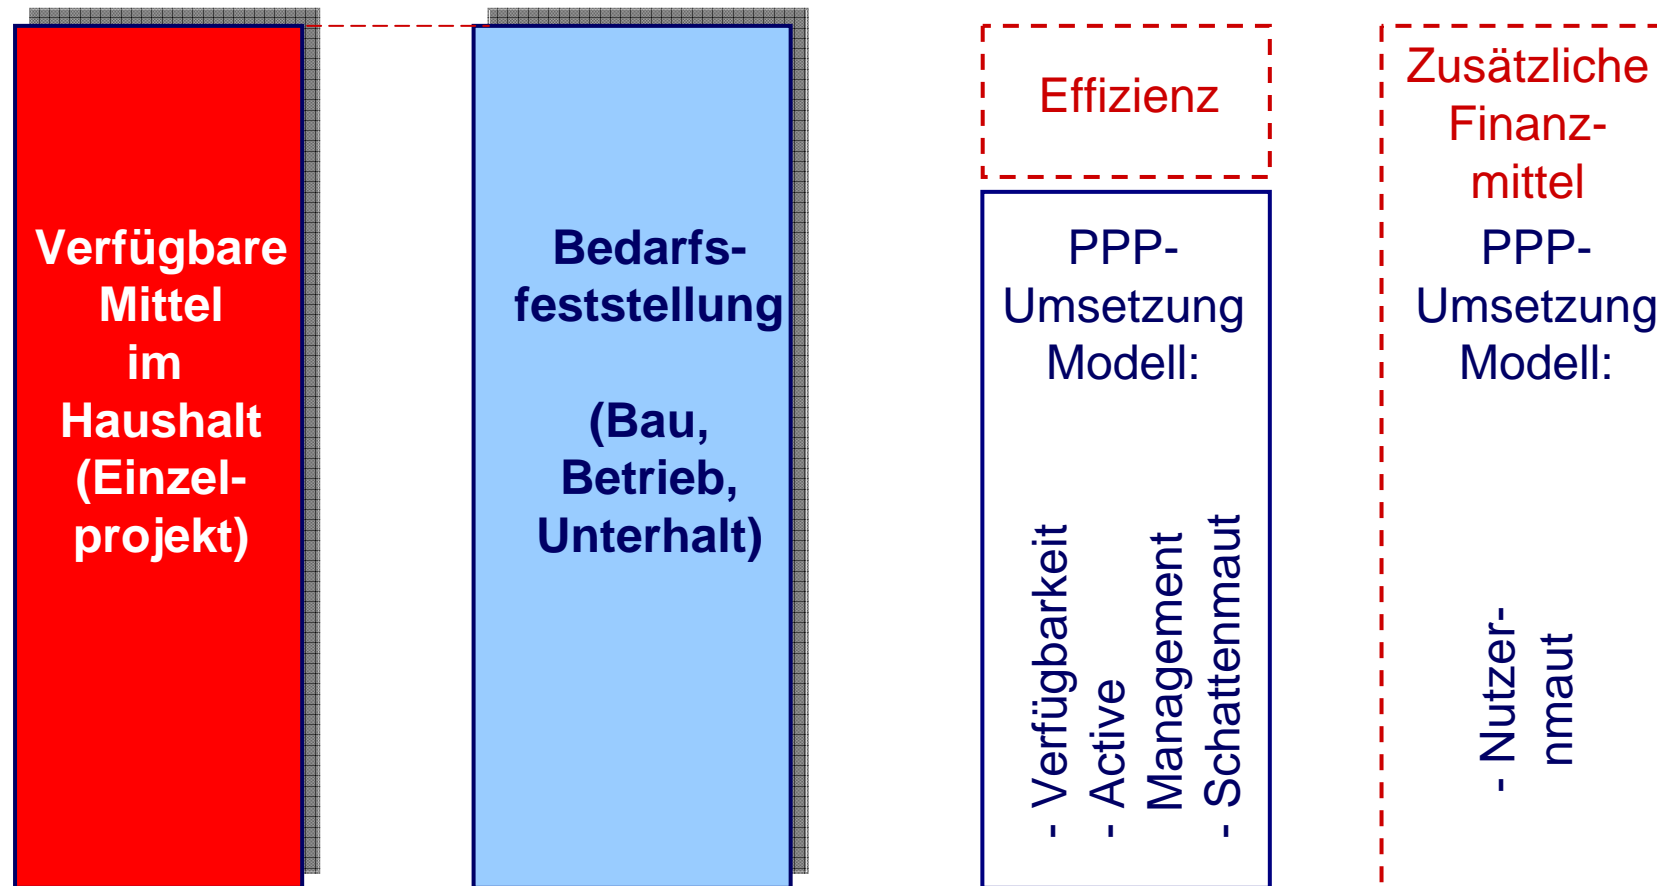 Verfügbare
Mittel
im
Haushalt
(Einzel-
projekt)
Bedarfs-
feststellung
(Bau,
Betrieb,
Unterhalt)
Effizienz
PPP-
Umsetzung
Modell:
- Verfügbarkeit
- Active
Management
- Schattenmaut
Zusätzliche
Finanz-
mittel
PPP-
Umsetzung
Modell:
- Nutzer-
nmaut